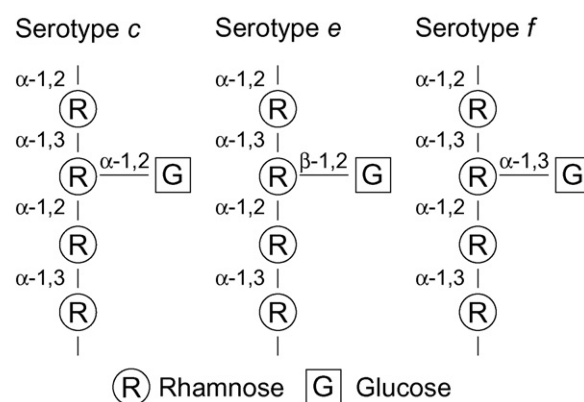 Serotype c Serotype e Serotype f
α-1,2 α-1,2 α-1,2
R R R
α-1,3 α-1,3 α-1,3
R α-1,2 G R β-1,2 G R α-1,3 G
α-1,2 α-1,2 α-1,2
R R R
α-1,3 α-1,3 α-1,3
R R R
R Rhamnose G Glucose